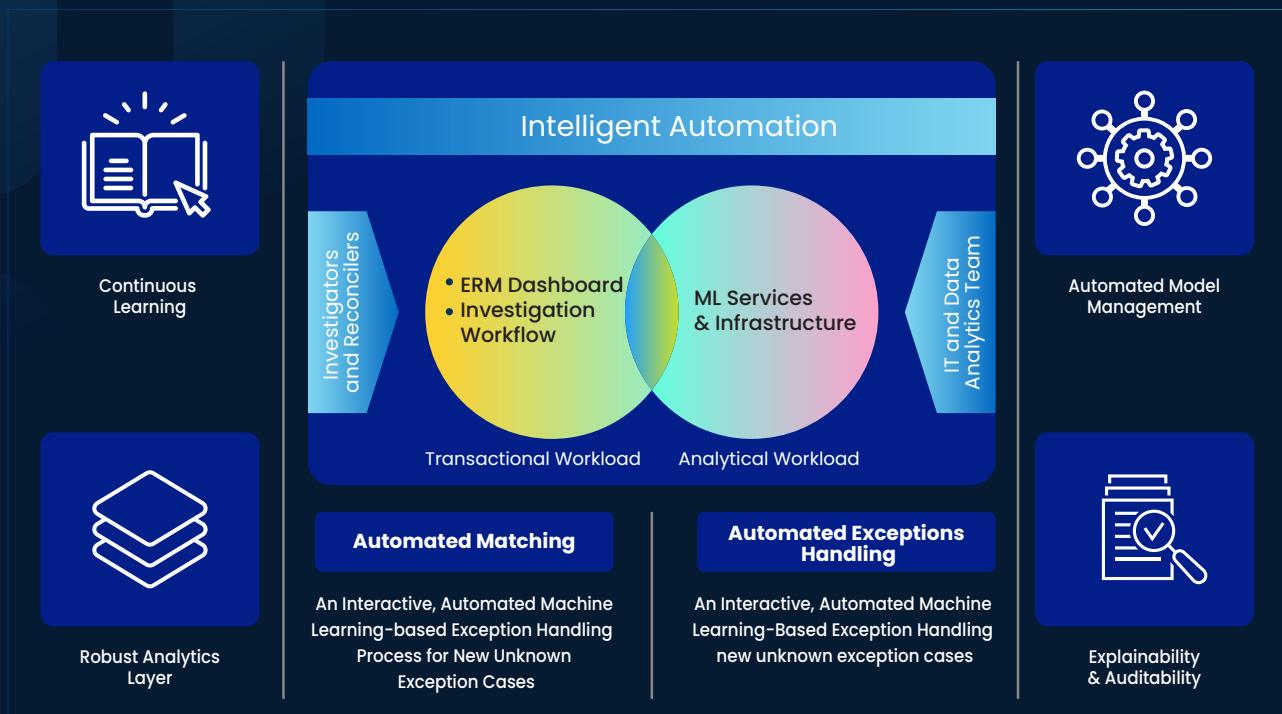 Intelligent Automation
Continuous
Learning
Robust Analytics
Layer
Investigators
and Reconcilers
• ERM Dashboard
• Investigation
Workflow
ML Services
& Infrastructure
IT and Data
Analytics Team
Transactional Workload
Analytical Workload
Automated Matching
An Interactive, Automated Machine
Learning-based Exception Handling
Process for New Unknown
Exception Cases
Automated Exceptions
Handling
An Interactive, Automated Machine
Learning-Based Exception Handling
new unknown exception cases
Automated Model
Management
Explainability
& Auditability